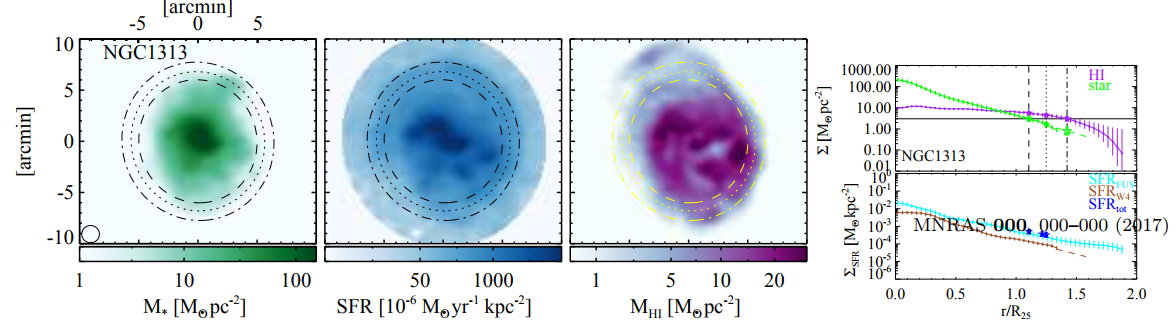 [arcmin]
-5 0 5
NGC1313
10
5
0
-5
-10
[arcmin]
1 10 100
M* [M⊙pc-2]
50 1000
SFR [10-6 M⊙yr-1 kpc-2]
1 5 10 20
MHI [M⊙pc-2]
1000.00
100.00
10.00
1.00
0.10
0.01
Σ [M⊙pc-2]
HI
star
NGC1313
100
10-1
10-2
10-3
10-4
10-5
10-6
ΣSFR [M⊙kpc-2]
SFRFUV
SFRW4
SFRtot
MNRAS 000, 000–000 (2017)
0.0 0.5 1.0 1.5 2.0
r/R25